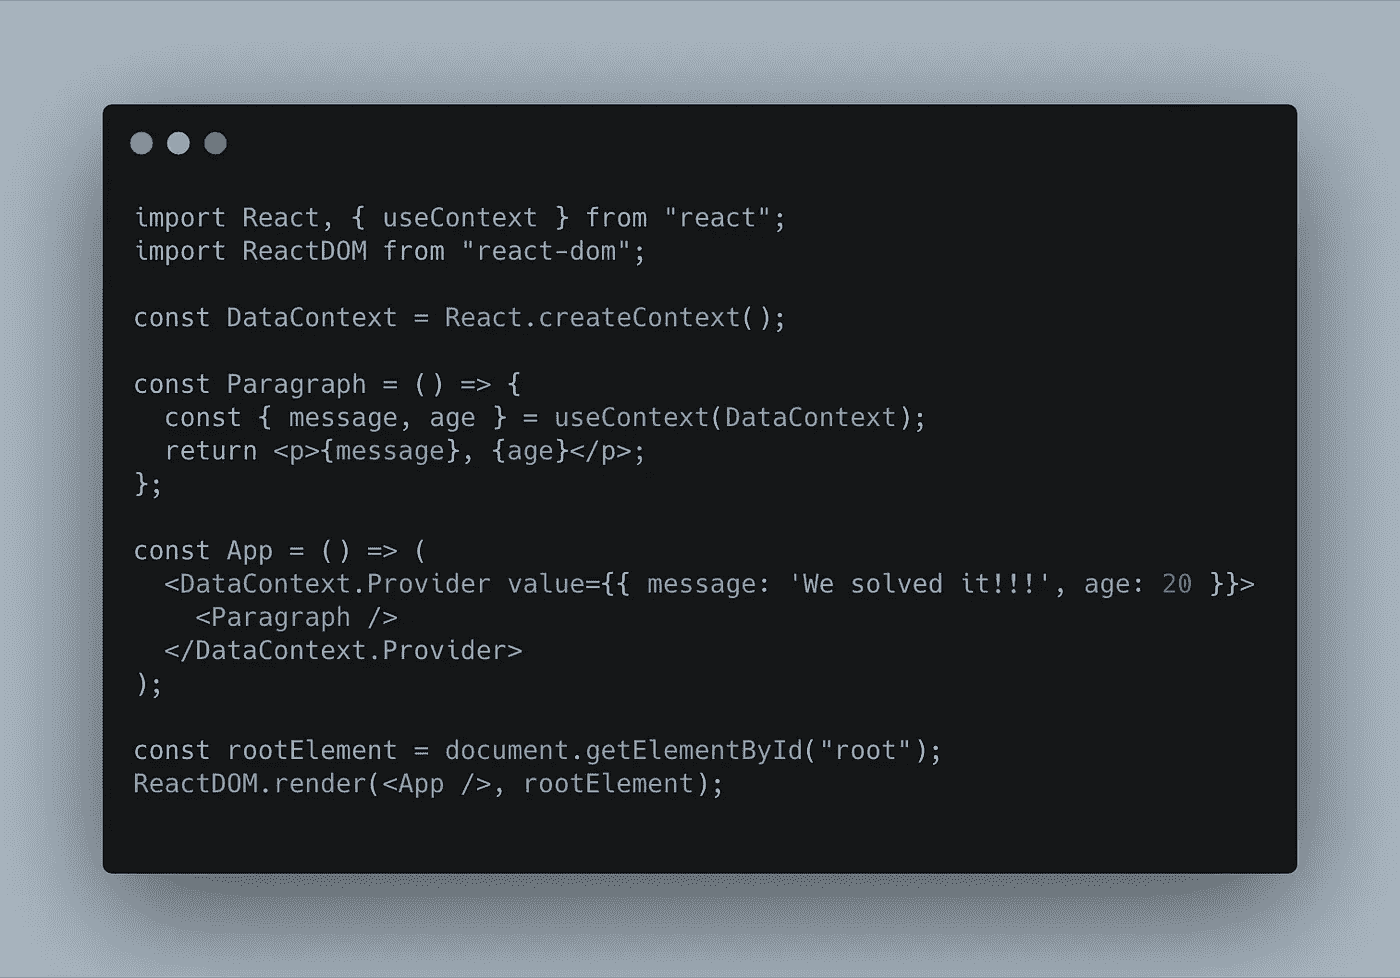 import React, { useContext } from "react";
import ReactDOM from "react-dom";

const DataContext = React.createContext();

const Paragraph = () => {
  const { message, age } = useContext(DataContext);
  return <p>{message}, {age}</p>;
};

const App = () => (
  <DataContext.Provider value={{ message: 'We solved it!!!', age: 20 }}>
    <Paragraph />
  </DataContext.Provider>
);

const rootElement = document.getElementById("root");
ReactDOM.render(<App />, rootElement);